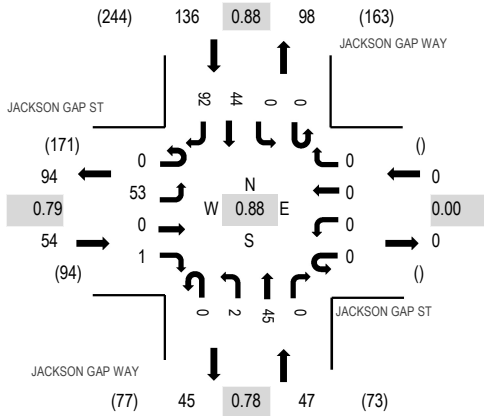 (244) 136 0.88 98 (163)
JACKSON GAP WAY
92 44 0 0
JACKSON GAP ST
(171)
94
0.79
54
(94)
0
53
0
1
N
W 0.88 E
S
0
0
0
0
()
0
0.00
0
()
0 2 45 0
JACKSON GAP ST
JACKSON GAP WAY
(77) 45 0.78 47 (73)